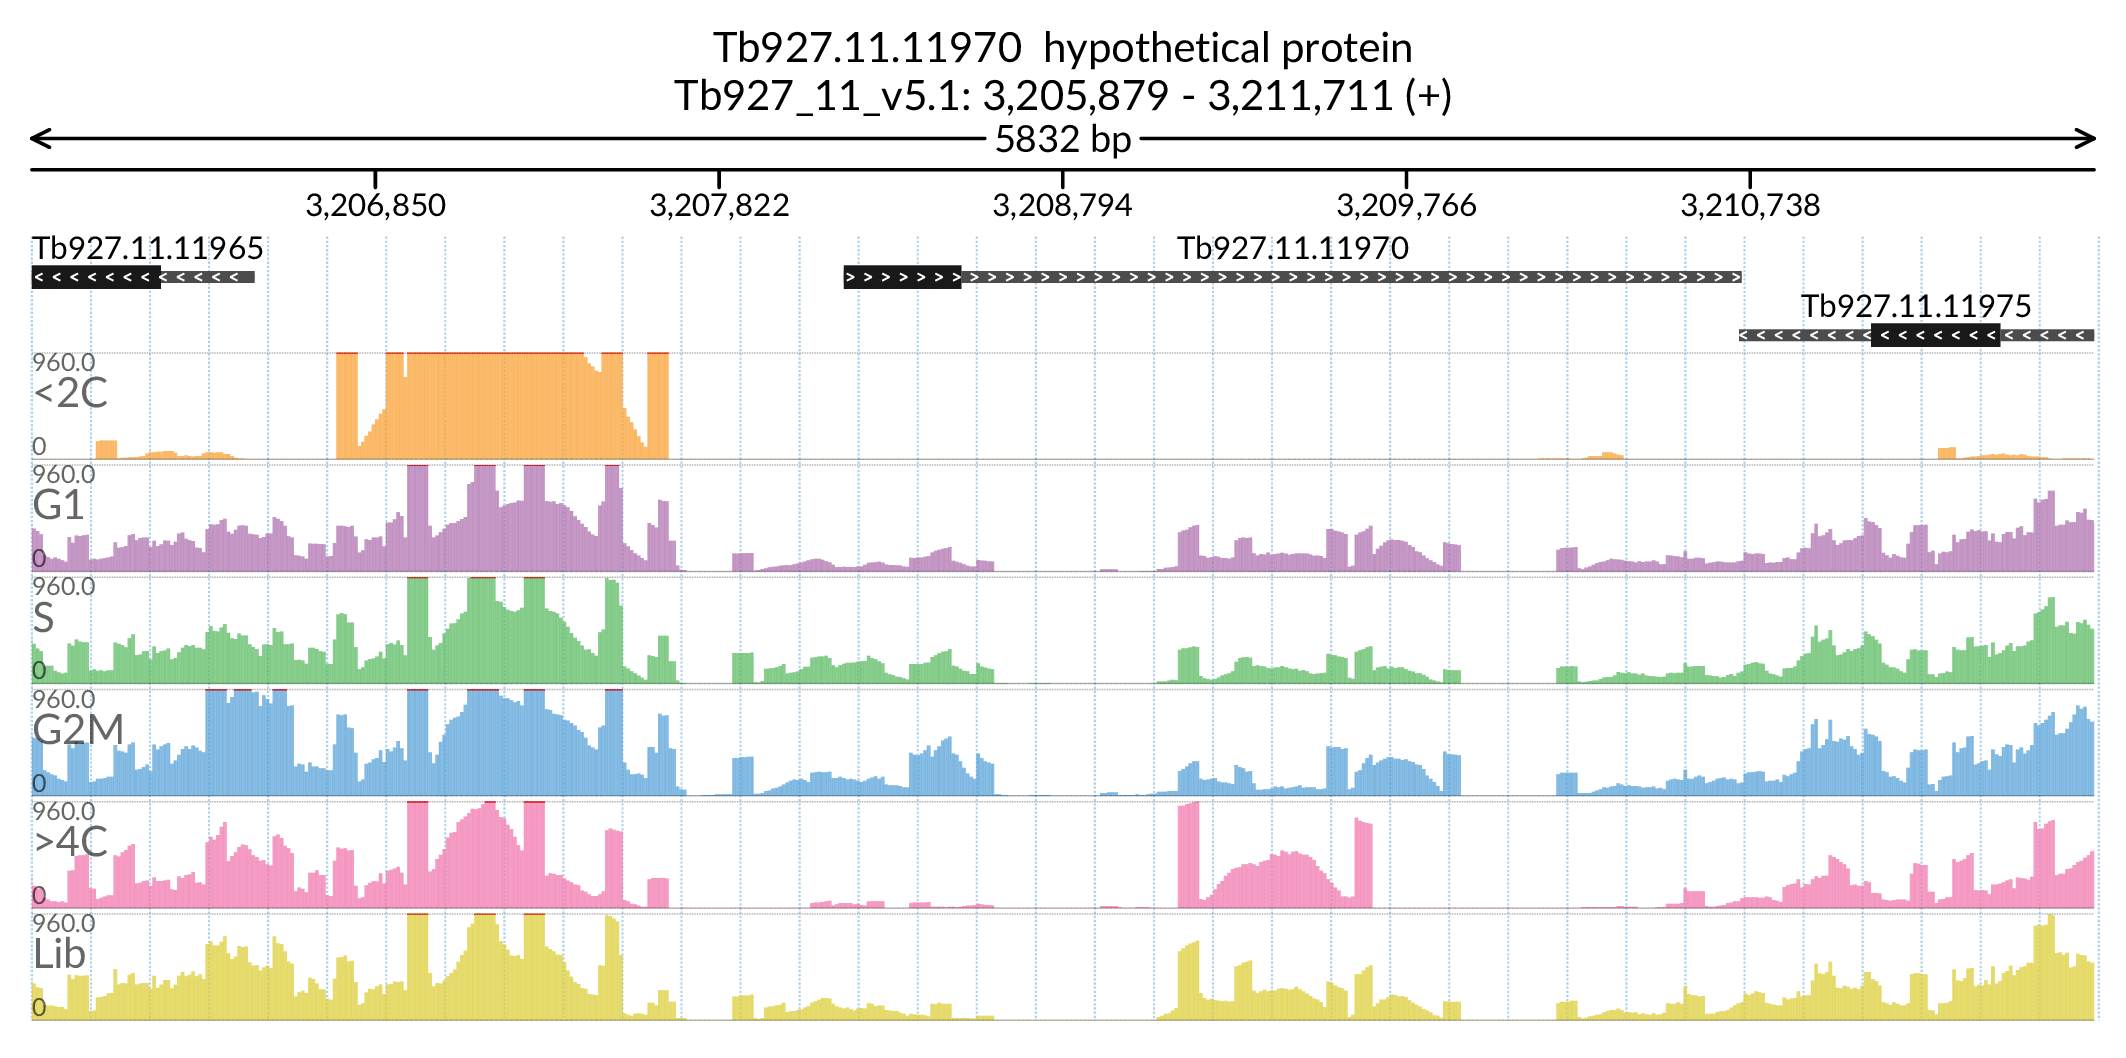 Tb927.11.11970 hypothetical protein
Tb927_11_v5.1: 3,205,879 - 3,211,711 (+)
5832 bp
3,206,850 3,207,822 3,208,794 3,209,766 3,210,738
Tb927.11.11965 Tb927.11.11970
Tb927.11.11975
960.0
<2C
0
960.0
G1
0
960.0
S
0
960.0
G2M
0
960.0
>4C
0
960.0
Lib
0